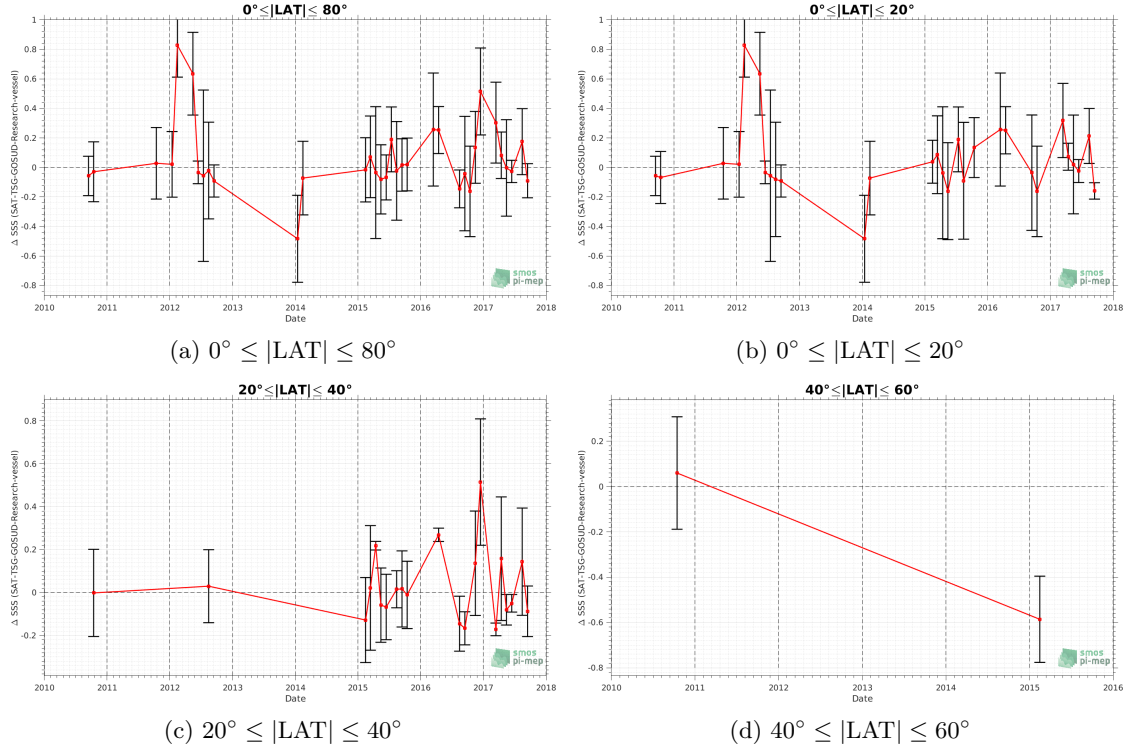 0°≤|LAT|≤ 80°
Δ SSS (SAT-TSG-GOSUD-Research-vessel)
1
0.8
0.6
0.4
0.2
0
-0.2
-0.4
-0.6
-0.8
2010 2011 2012 2013 2014 2015 2016 2017 2018
Date
smos
pi-mep
(a) 0° ≤ |LAT| ≤ 80°
0°≤|LAT|≤ 20°
Δ SSS (SAT-TSG-GOSUD-Research-vessel)
1
0.8
0.6
0.4
0.2
0
-0.2
-0.4
-0.6
-0.8
2010 2011 2012 2013 2014 2015 2016 2017 2018
Date
smos
pi-mep
(b) 0° ≤ |LAT| ≤ 20°
20°≤|LAT|≤ 40°
Δ SSS (SAT-TSG-GOSUD-Research-vessel)
0.8
0.6
0.4
0.2
0
-0.2
2010 2011 2012 2013 2014 2015 2016 2017 2018
Date
smos
pi-mep
(c) 20° ≤ |LAT| ≤ 40°
40°≤|LAT|≤ 60°
Δ SSS (SAT-TSG-GOSUD-Research-vessel)
0.2
0
-0.2
-0.4
-0.6
-0.8
2010 2011 2012 2013 2014 2015 2016
Date
smos
pi-mep
(d) 40° ≤ |LAT| ≤ 60°